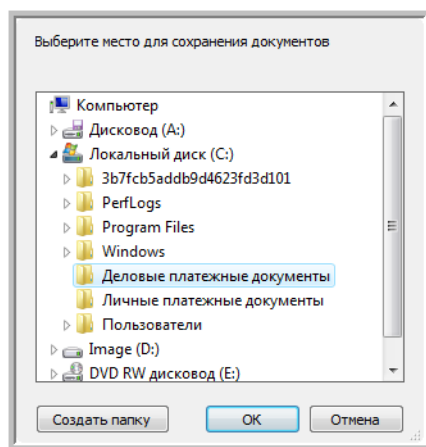 Выберите место для сохранения документов
Компьютер
Дисковод (A:)
Локальный диск (C:)
3b7fcb5addb9d4623fd3d101
PerfLogs
Program Files
Windows
Деловые платежные документы
Личные платежные документы
Пользователи
Image (D:)
DVD RW дисковод (E:)
Создать папку
ОК
Отмена